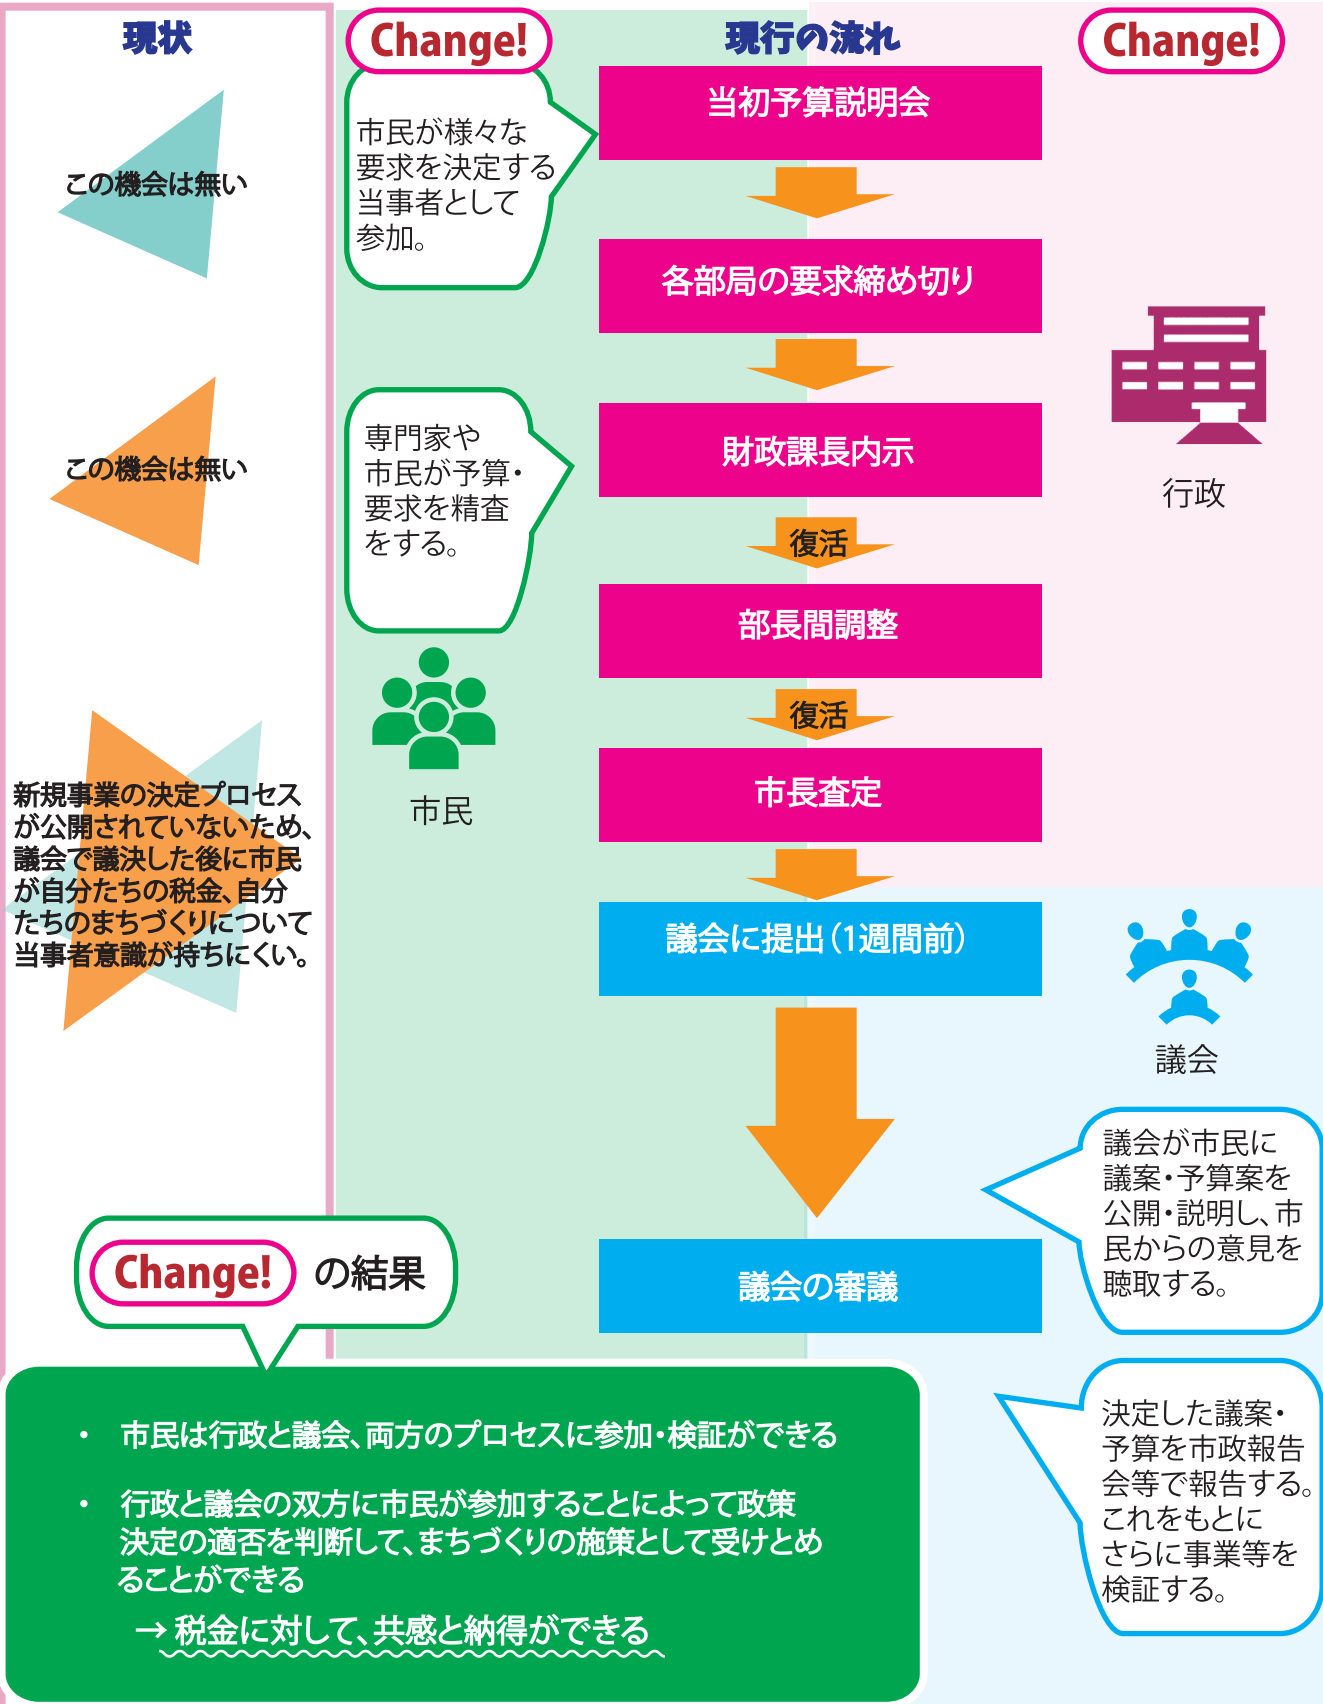 現状
この機会は無い
この機会は無い
新規事業の決定プロセス
が公開されていないため、
議会で議決した後に市民
が自分たちの税金、自分
たちのまちづくりについて
当事者意識が持ちにくい。
Change!
市民が様々な
要求を決定する
当事者として
参加。
専門家や
市民が予算・
要求を精査
をする。
市民
現行の流れ
当初予算説明会
各部局の要求締め切り
財政課長内示
復活
部長間調整
復活
市長査定
議会に提出（1週間前）
議会の審議
Change!
行政
議会
議会が市民に
議案・予算案を
公開・説明し、市
民からの意見を
聴取する。
決定した議案・
予算を市政報告
会等で報告する。
これをもとに
さらに事業等を
検証する。
Change! の結果
・ 市民は行政と議会、両方のプロセスに参加・検証ができる
・ 行政と議会の双方に市民が参加することによって政策
決定の適否を判断して、まちづくりの施策として受けとめ
ることができる
→ 税金に対して、共感と納得ができる